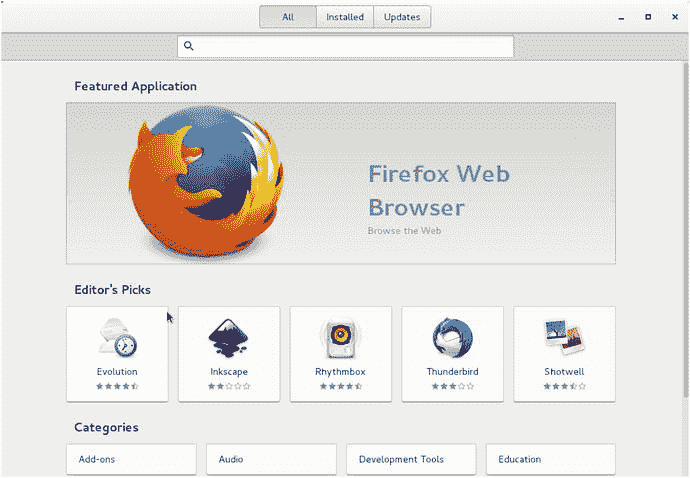 All Installed Updates
Featured Application
Firefox Web
Browser
Browse the Web
Editor's Picks
Evolution Inkscape Rhythmbox Thunderbird Shotwell
Categories
Add-ons Audio Development Tools Education